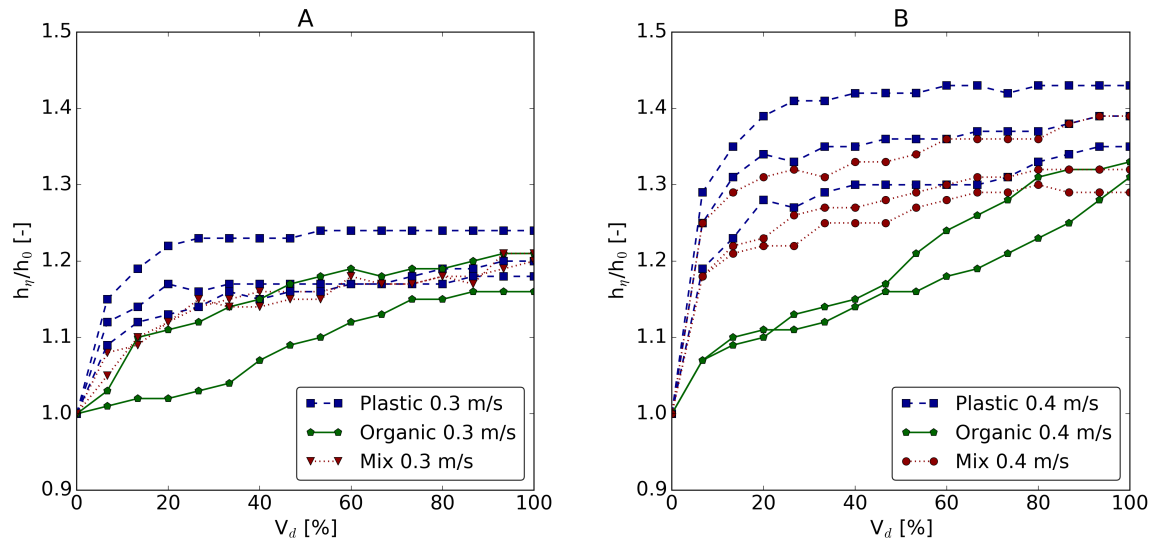 A
1.5
1.4
1.3
1.2
1.1
1.0
0.9
hη/h0 [-]
0 20 40 60 80 100
Vd [%]
Plastic 0.3 m/s
Organic 0.3 m/s
Mix 0.3 m/s
B
1.5
1.4
1.3
1.2
1.1
1.0
0.9
hη/h0 [-]
0 20 40 60 80 100
Vd [%]
Plastic 0.4 m/s
Organic 0.4 m/s
Mix 0.4 m/s